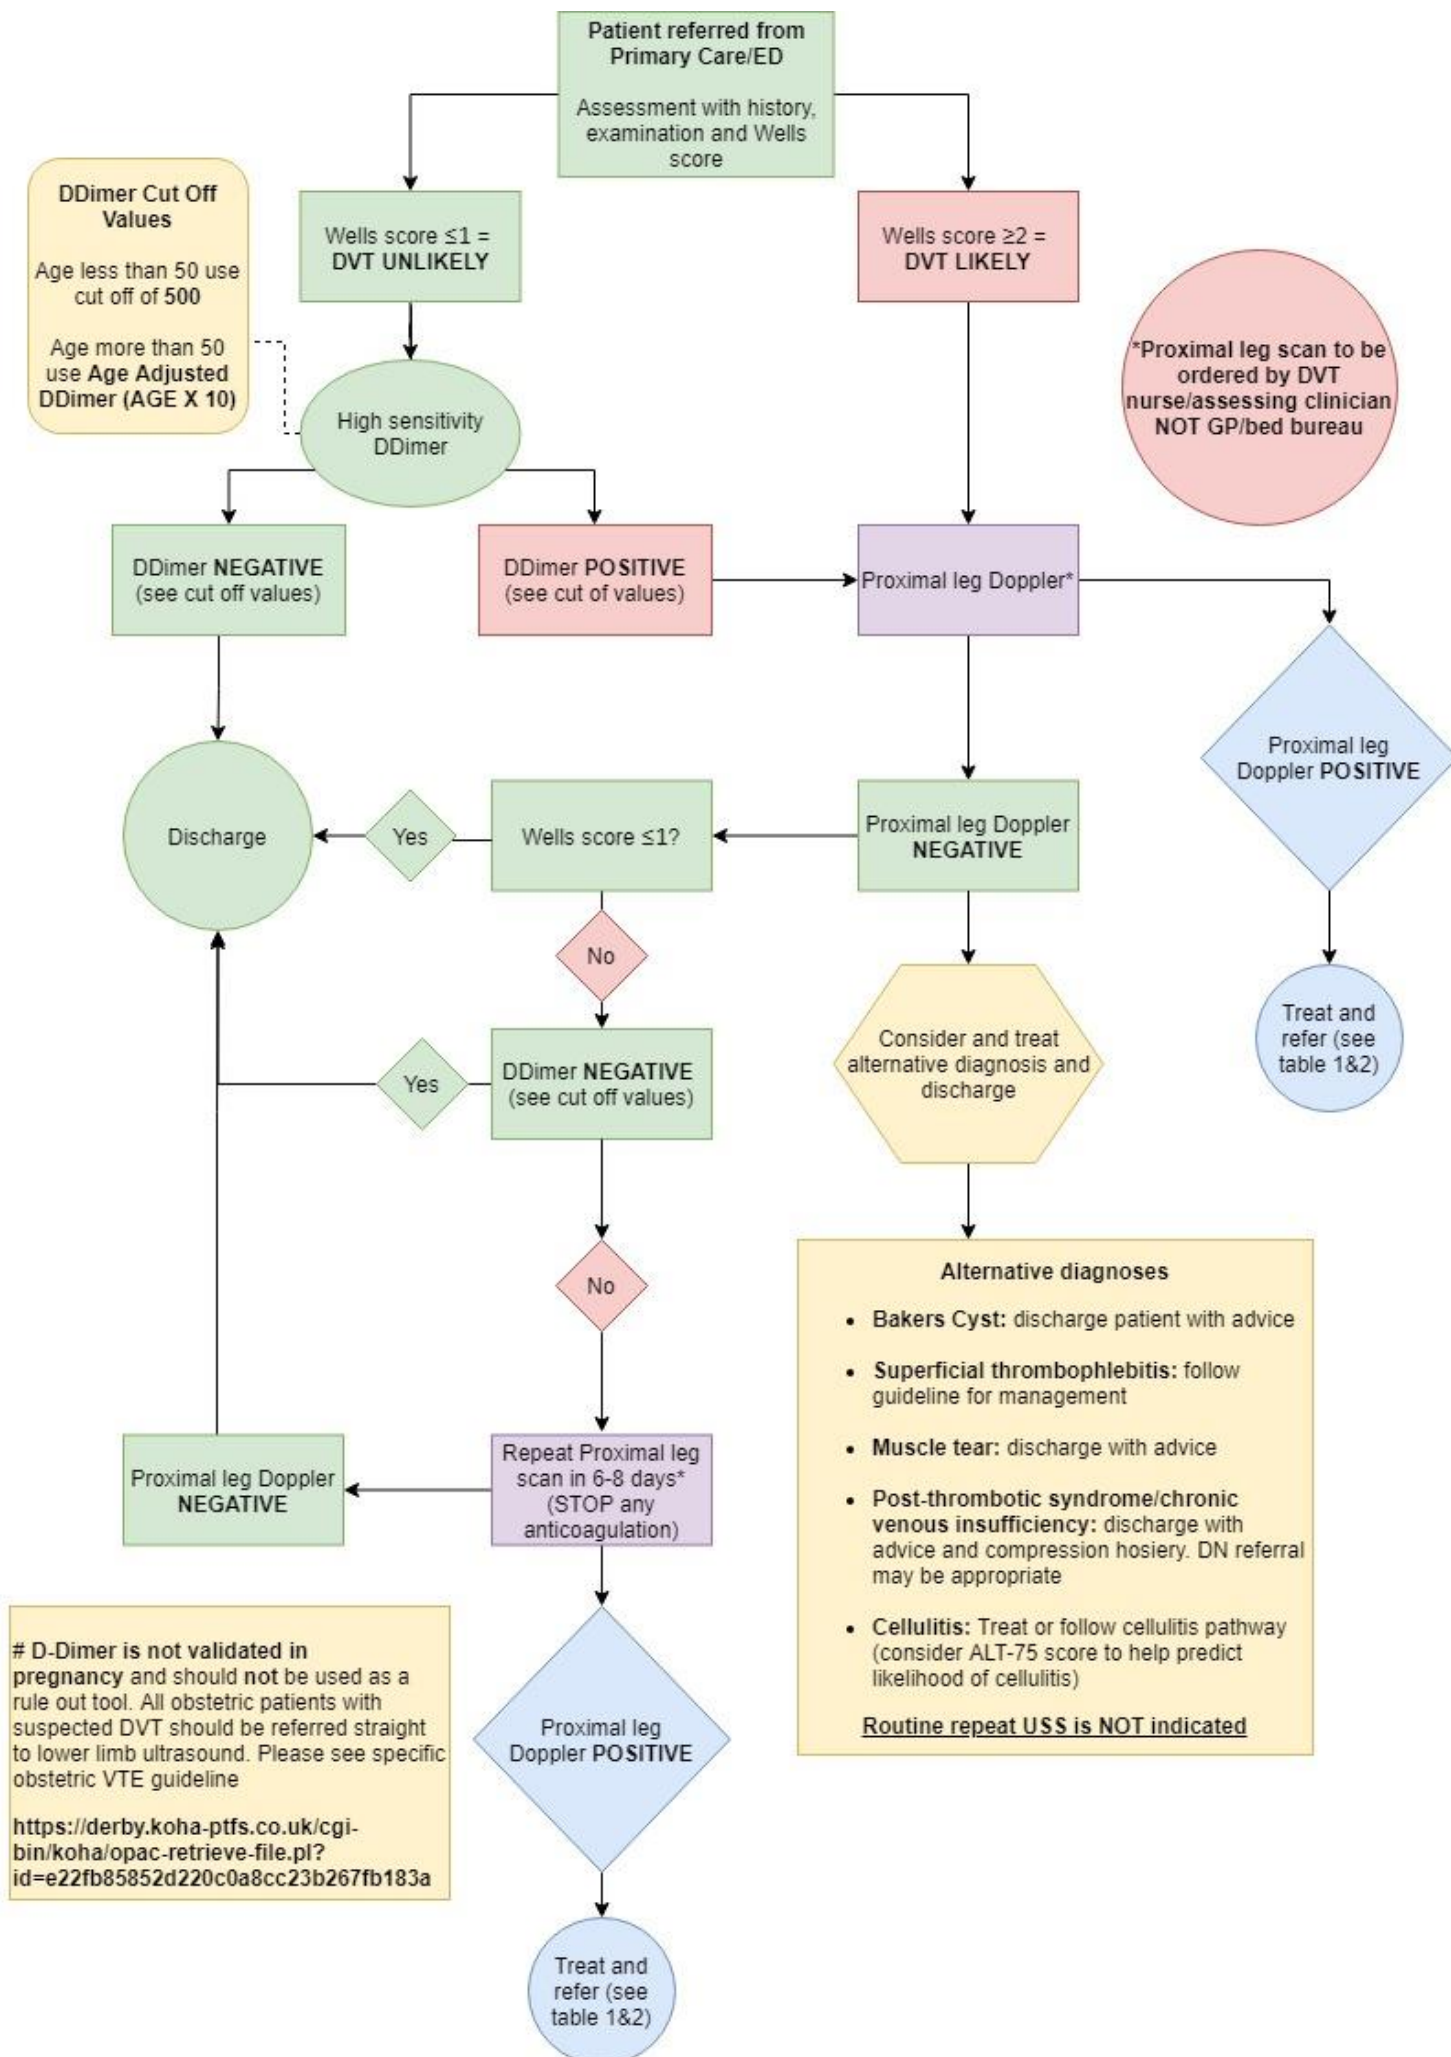 Patient referred from
Primary Care/ED
Assessment with history,
examination and Wells
score
DDimer Cut Off
Values
Age less than 50 use
cut off of 500
Age more than 50
use Age Adjusted
DDimer (AGE X 10)
Wells score ≤1 =
DVT UNLIKELY
Wells score ≥2 =
DVT LIKELY
*Proximal leg scan to be
ordered by DVT
nurse/assessing clinician
NOT GP/bed bureau
High sensitivity
DDimer
DDimer NEGATIVE
(see cut off values)
DDimer POSITIVE
(see cut of values)
Proximal leg Doppler*
Proximal leg
Doppler POSITIVE
Discharge
Yes
Wells score ≤1?
Proximal leg Doppler
NEGATIVE
No
Treat and
refer (see
table 1&2)
Consider and treat
alternative diagnosis and
discharge
Yes
DDimer NEGATIVE
(see cut off values)
No
Alternative diagnoses
• Bakers Cyst: discharge patient with advice
• Superficial thrombophlebitis: follow
guideline for management
• Muscle tear: discharge with advice
• Post-thrombotic syndrome/chronic
venous insufficiency: discharge with
advice and compression hosiery. DN referral
may be appropriate
• Cellulitis: Treat or follow cellulitis pathway
(consider ALT-75 score to help predict
likelihood of cellulitis)
Routine repeat USS is NOT indicated
Proximal leg Doppler
NEGATIVE
Repeat Proximal leg
scan in 6-8 days*
(STOP any
anticoagulation)
# D-Dimer is not validated in
pregnancy and should not be used as a
rule out tool. All obstetric patients with
suspected DVT should be referred straight
to lower limb ultrasound. Please see specific
obstetric VTE guideline
https://derby.koha-ptfs.co.uk/cgi-
bin/koha/opac-retrieve-file.pl?
id=e22fb85852d220c0a8cc23b267fb183a
Proximal leg
Doppler POSITIVE
Treat and
refer (see
table 1&2)